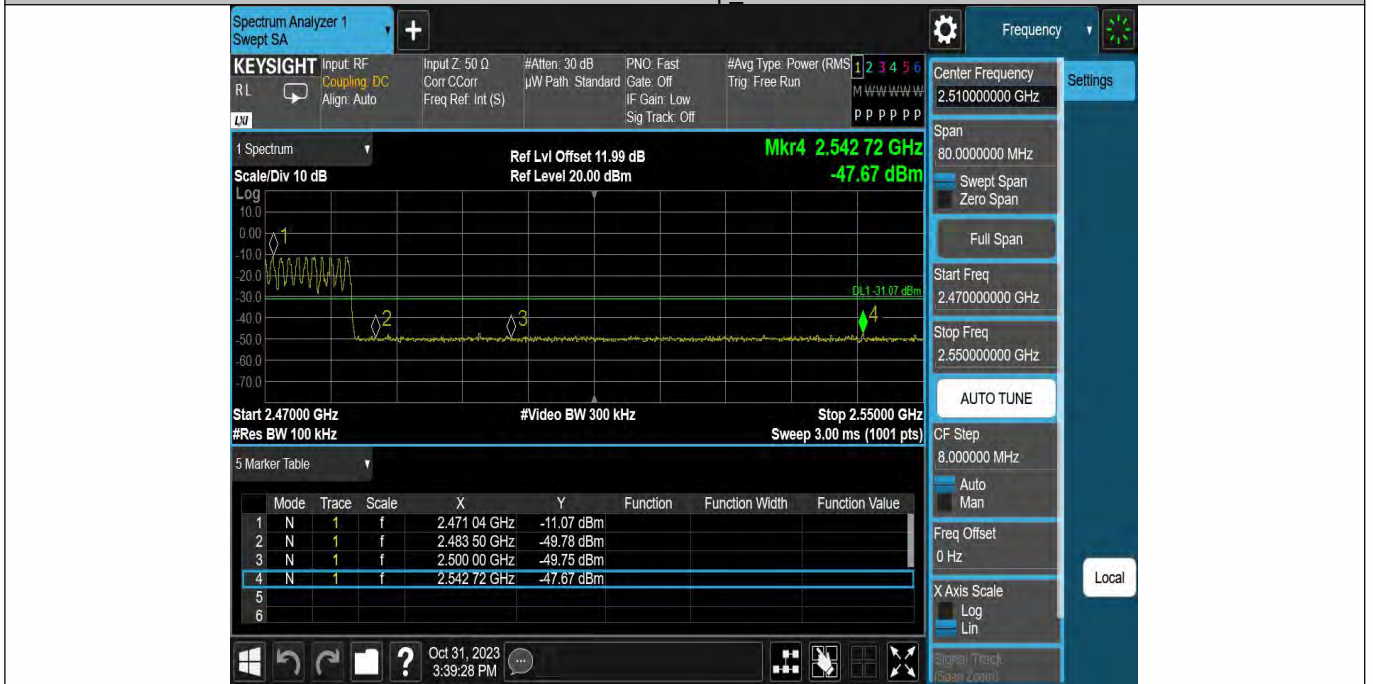 Spectrum Analyzer 1
Swept SA
+
Frequency
KEYSIGHT
RL
LXI
Input: RF
Coupling: DC
Align: Auto
Input Z: 50 Ω
Corr CCorr
Freq Ref: Int (S)
#Atten: 30 dB
µW Path: Standard
PNO: Fast
Gate: Off
IF Gain: Low
Sig Track: Off
#Avg Type: Power (RMS
Trig: Free Run
1 2 3 4 5 6
M W W W W W
P P P P P P
Center Frequency
2.510000000 GHz
Settings
Span
80.0000000 MHz
Swept Span
Zero Span
Full Span
Start Freq
2.470000000 GHz
Stop Freq
2.550000000 GHz
AUTO TUNE
CF Step
8.000000 MHz
Auto
Man
Freq Offset
0 Hz
X Axis Scale
Log
Lin
Signal Track
(Span Zoom)
Local
1 Spectrum
Scale/Div 10 dB
Ref Lvl Offset 11.99 dB
Ref Level 20.00 dBm
Mkr4 2.542 72 GHz
-47.67 dBm
Log
10.0
0.00
-10.0
-20.0
-30.0
-40.0
-50.0
-60.0
-70.0
1
2
3
4
DL1 -31.07 dBm
Start 2.47000 GHz
#Video BW 300 kHz
Stop 2.55000 GHz
#Res BW 100 kHz
Sweep 3.00 ms (1001 pts)
5 Marker Table
Mode Trace Scale X Y Function Function Width Function Value
1 N 1 f 2.471 04 GHz -11.07 dBm
2 N 1 f 2.483 50 GHz -49.78 dBm
3 N 1 f 2.500 00 GHz -49.75 dBm
4 N 1 f 2.542 72 GHz -47.67 dBm
5
6
?
Oct 31, 2023
3:39:28 PM